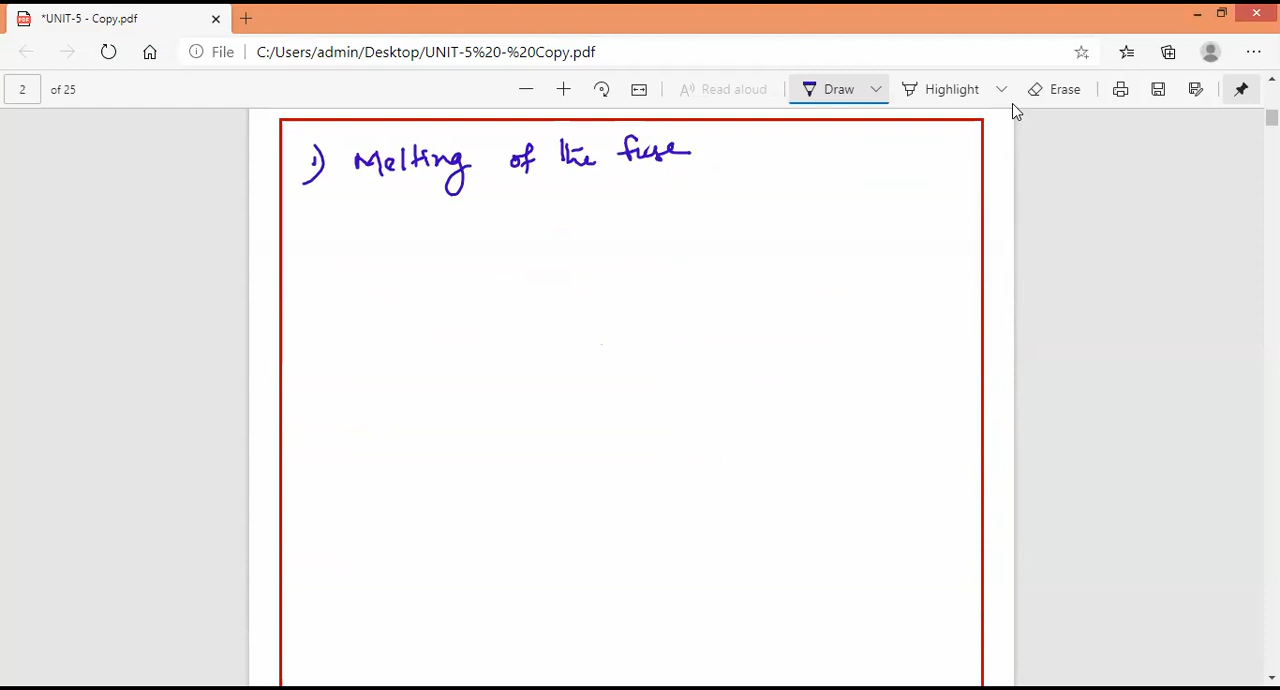 *UNIT-5 - Copy.pdf
File
C:/Users/admin/Desktop/UNIT-5%20-%20Copy.pdf
2 of 25
Read aloud
Draw
Highlight
Erase
1) Melting of the fuse